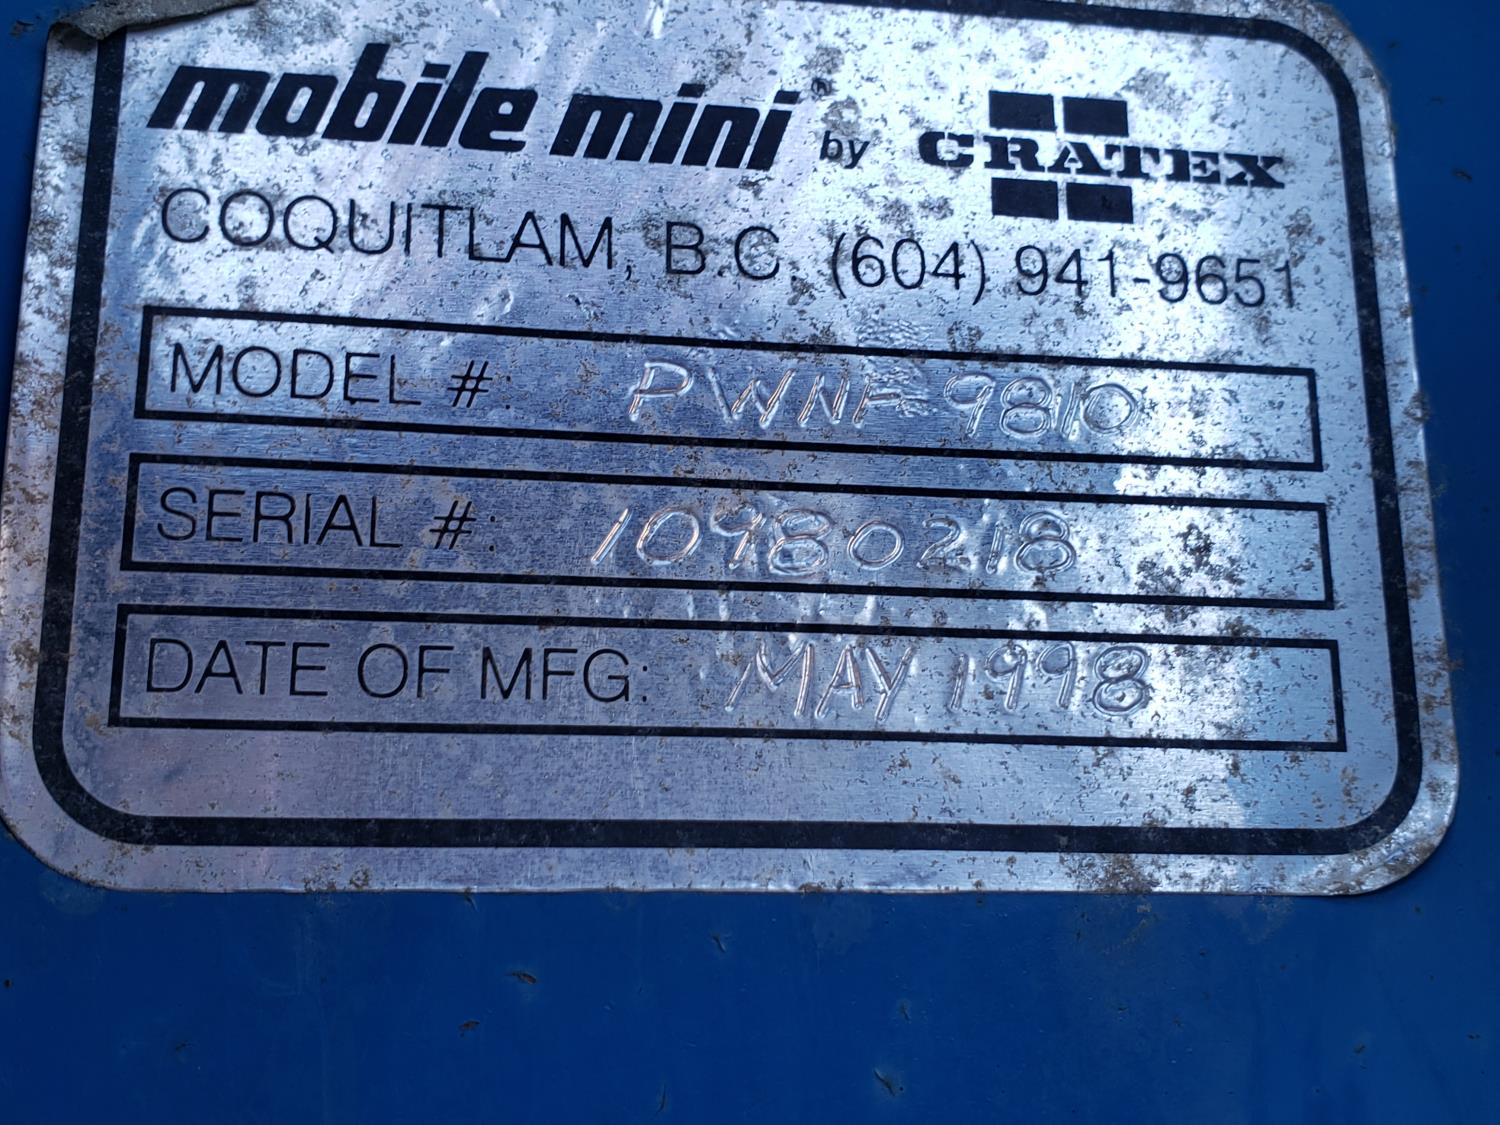 mobile mini® by CRATEX
COQUITLAM, B.C. (604) 941-9651
MODEL #: PWNF 9810
SERIAL #: 10980218
DATE OF MFG: MAY 1998